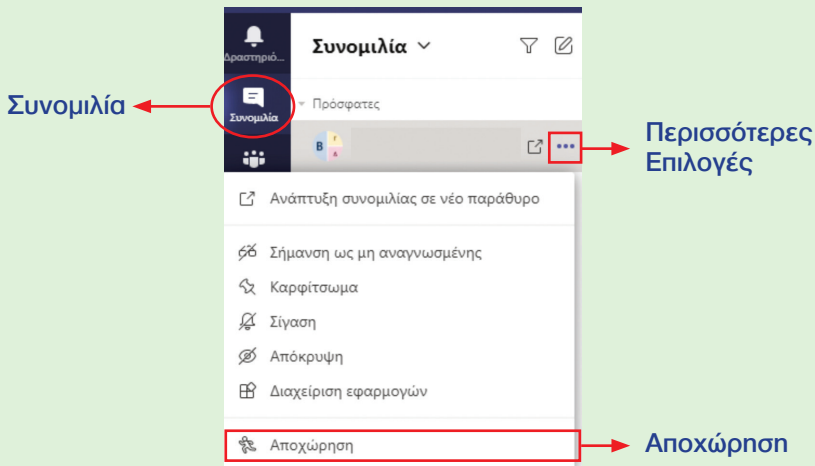 Δραστηριό...
Συνομιλία
Συνομιλία
Συνομιλία
Πρόσφατες
B
Περισσότερες
Επιλογές
Ανάπτυξη συνομιλίας σε νέο παράθυρο
Σήμανση ως μη αναγνωσμένης
Καρφίτσωμα
Σίγαση
Απόκρυψη
Διαχείριση εφαρμογών
Αποχώρηση
Αποχώρηση